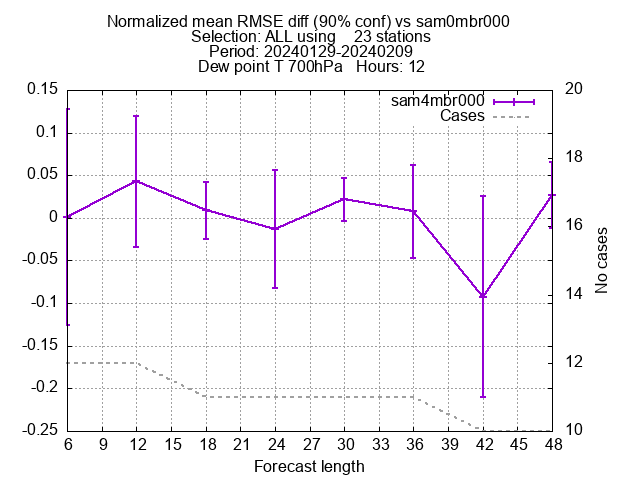 Normalized mean RMSE diff (90% conf) vs sam0mbr000
Selection: ALL using    23 stations
Period: 20240129-20240209
Dew point T 700hPa   Hours: 12
sam4mbr000
Cases
0.15
0.1
0.05
0
-0.05
-0.1
-0.15
-0.2
-0.25
20
18
16
14
12
10
No cases
6 9 12 15 18 21 24 27 30 33 36 39 42 45 48
Forecast length